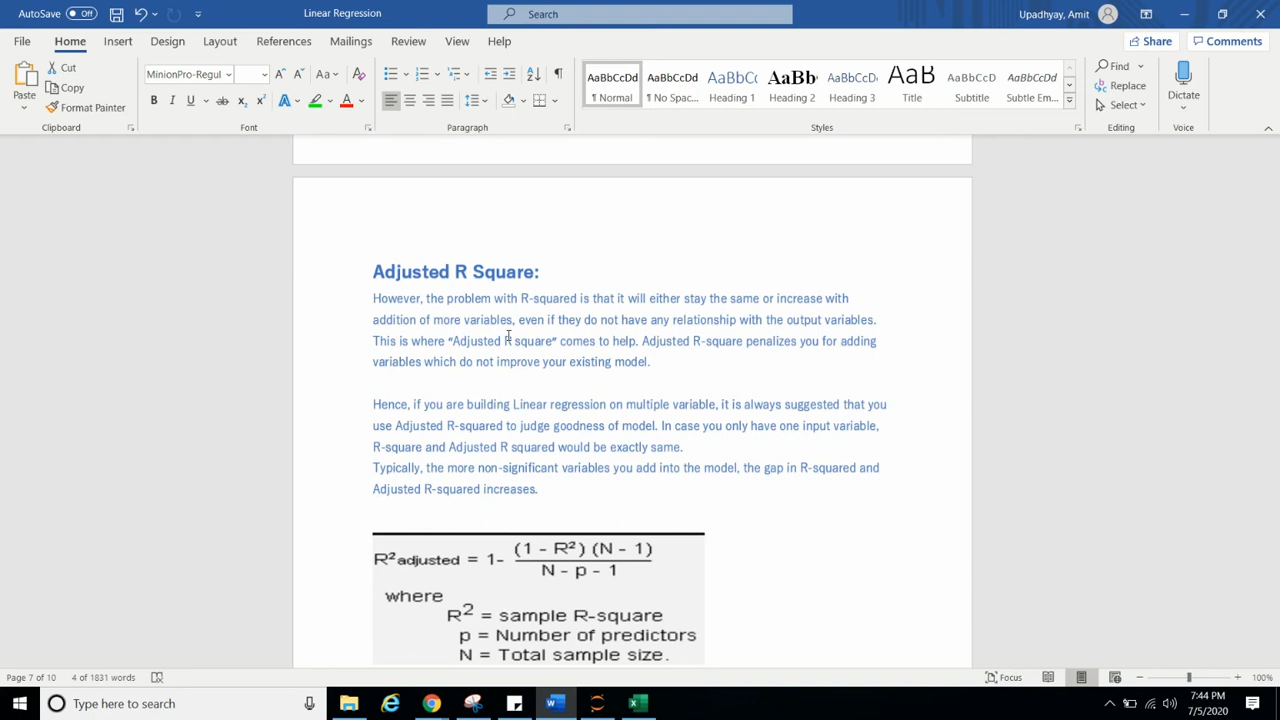 AutoSave Off Linear Regression Search Upadhyay, Amit
File Home Insert Design Layout References Mailings Review View Help Share Comments
Paste Cut Copy Format Painter
MinionPro-Regul
B I U ab x₂ x² A A
AaBbCcDd AaBbCcDd AaBbCc AaBb AaBbCcD AaB AaBbCcD AaBbCcDd
¶ Normal ¶ No Spac... Heading 1 Heading 2 Heading 3 Title Subtitle Subtle Em...
Find Replace Select Dictate
Clipboard Font Paragraph Styles Editing Voice
Adjusted R Square:
However, the problem with R-squared is that it will either stay the same or increase with
addition of more variables, even if they do not have any relationship with the output variables.
This is where “Adjusted R square” comes to help. Adjusted R-square penalizes you for adding
variables which do not improve your existing model.
Hence, if you are building Linear regression on multiple variable, it is always suggested that you
use Adjusted R-squared to judge goodness of model. In case you only have one input variable,
R-square and Adjusted R squared would be exactly same.
Typically, the more non-significant variables you add into the model, the gap in R-squared and
Adjusted R-squared increases.
R²adjusted = 1- (1 - R²) (N - 1)
N - p - 1
where
R² = sample R-square
p = Number of predictors
N = Total sample size.
Page 7 of 10 4 of 1831 words Focus 100%
Type here to search
7:44 PM
7/5/2020